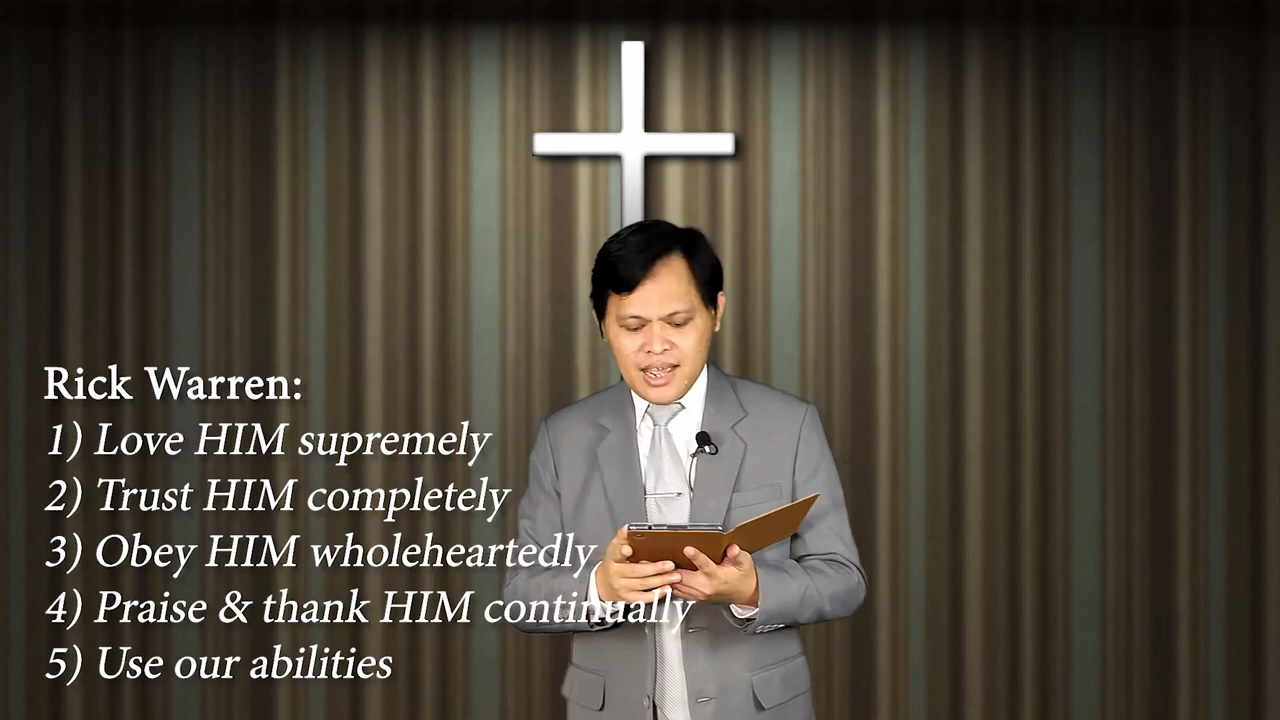 Rick Warren:
1) Love HIM supremely
2) Trust HIM completely
3) Obey HIM wholeheartedly
4) Praise & thank HIM continually
5) Use our abilities